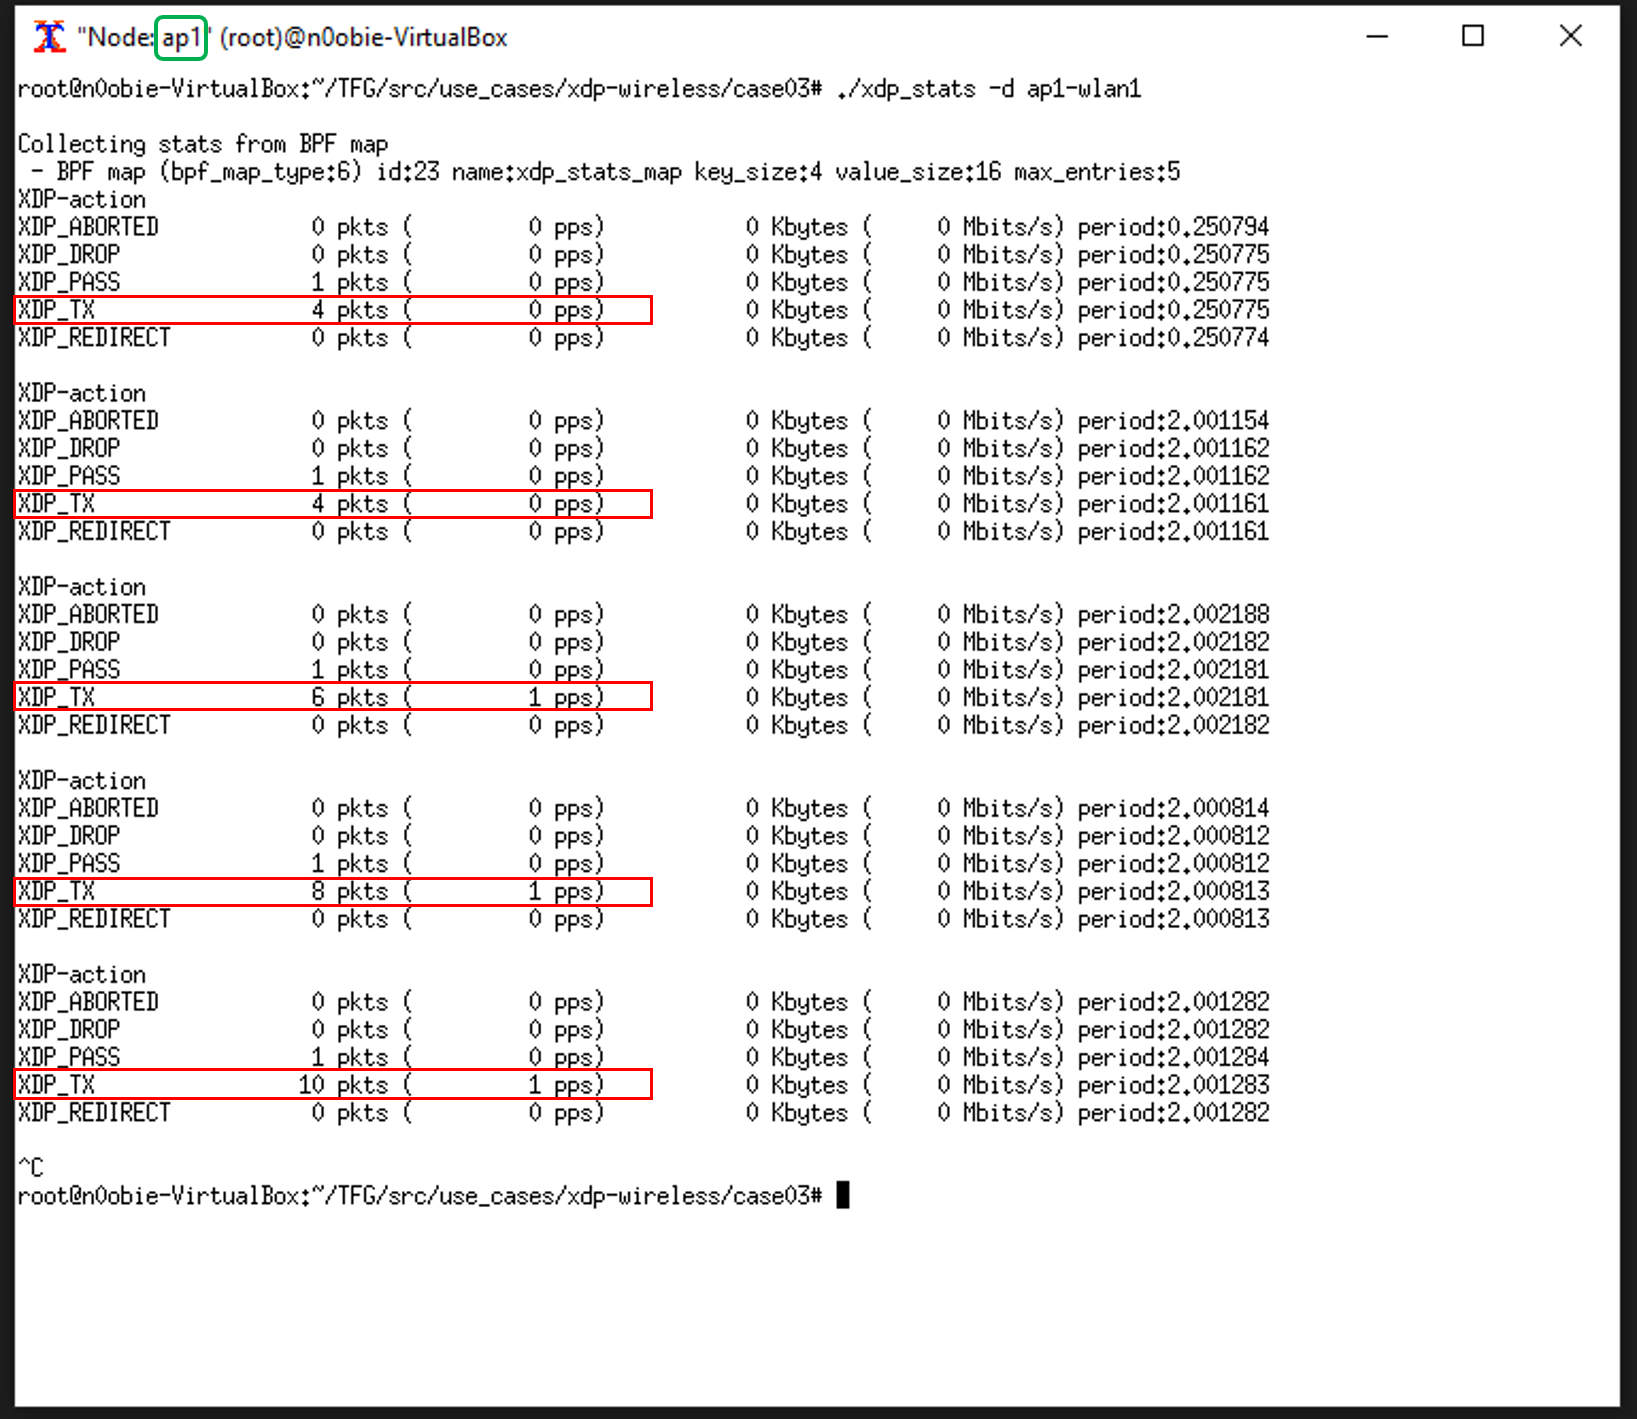 "Node: ap1" (root)@n0obie-VirtualBox
root@n0obie-VirtualBox:~/TFG/src/use_cases/xdp-wireless/case03# ./xdp_stats -d ap1-wlan1
Collecting stats from BPF map
- BPF map (bpf_map_type:6) id:23 name:xdp_stats_map key_size:4 value_size:16 max_entries:5
XDP-action
XDP_ABORTED 0 pkts ( 0 pps) 0 Kbytes ( 0 Mbits/s) period:0.250794
XDP_DROP 0 pkts ( 0 pps) 0 Kbytes ( 0 Mbits/s) period:0.250775
XDP_PASS 1 pkts ( 0 pps) 0 Kbytes ( 0 Mbits/s) period:0.250775
XDP_TX 4 pkts ( 0 pps) 0 Kbytes ( 0 Mbits/s) period:0.250775
XDP_REDIRECT 0 pkts ( 0 pps) 0 Kbytes ( 0 Mbits/s) period:0.250774
XDP-action
XDP_ABORTED 0 pkts ( 0 pps) 0 Kbytes ( 0 Mbits/s) period:2.001154
XDP_DROP 0 pkts ( 0 pps) 0 Kbytes ( 0 Mbits/s) period:2.001162
XDP_PASS 1 pkts ( 0 pps) 0 Kbytes ( 0 Mbits/s) period:2.001162
XDP_TX 4 pkts ( 0 pps) 0 Kbytes ( 0 Mbits/s) period:2.001161
XDP_REDIRECT 0 pkts ( 0 pps) 0 Kbytes ( 0 Mbits/s) period:2.001161
XDP-action
XDP_ABORTED 0 pkts ( 0 pps) 0 Kbytes ( 0 Mbits/s) period:2.002188
XDP_DROP 0 pkts ( 0 pps) 0 Kbytes ( 0 Mbits/s) period:2.002182
XDP_PASS 1 pkts ( 0 pps) 0 Kbytes ( 0 Mbits/s) period:2.002181
XDP_TX 6 pkts ( 1 pps) 0 Kbytes ( 0 Mbits/s) period:2.002181
XDP_REDIRECT 0 pkts ( 0 pps) 0 Kbytes ( 0 Mbits/s) period:2.002182
XDP-action
XDP_ABORTED 0 pkts ( 0 pps) 0 Kbytes ( 0 Mbits/s) period:2.000814
XDP_DROP 0 pkts ( 0 pps) 0 Kbytes ( 0 Mbits/s) period:2.000812
XDP_PASS 1 pkts ( 0 pps) 0 Kbytes ( 0 Mbits/s) period:2.000812
XDP_TX 8 pkts ( 1 pps) 0 Kbytes ( 0 Mbits/s) period:2.000813
XDP_REDIRECT 0 pkts ( 0 pps) 0 Kbytes ( 0 Mbits/s) period:2.000813
XDP-action
XDP_ABORTED 0 pkts ( 0 pps) 0 Kbytes ( 0 Mbits/s) period:2.001282
XDP_DROP 0 pkts ( 0 pps) 0 Kbytes ( 0 Mbits/s) period:2.001282
XDP_PASS 1 pkts ( 0 pps) 0 Kbytes ( 0 Mbits/s) period:2.001284
XDP_TX 10 pkts ( 1 pps) 0 Kbytes ( 0 Mbits/s) period:2.001283
XDP_REDIRECT 0 pkts ( 0 pps) 0 Kbytes ( 0 Mbits/s) period:2.001282
^C
root@n0obie-VirtualBox:~/TFG/src/use_cases/xdp-wireless/case03#